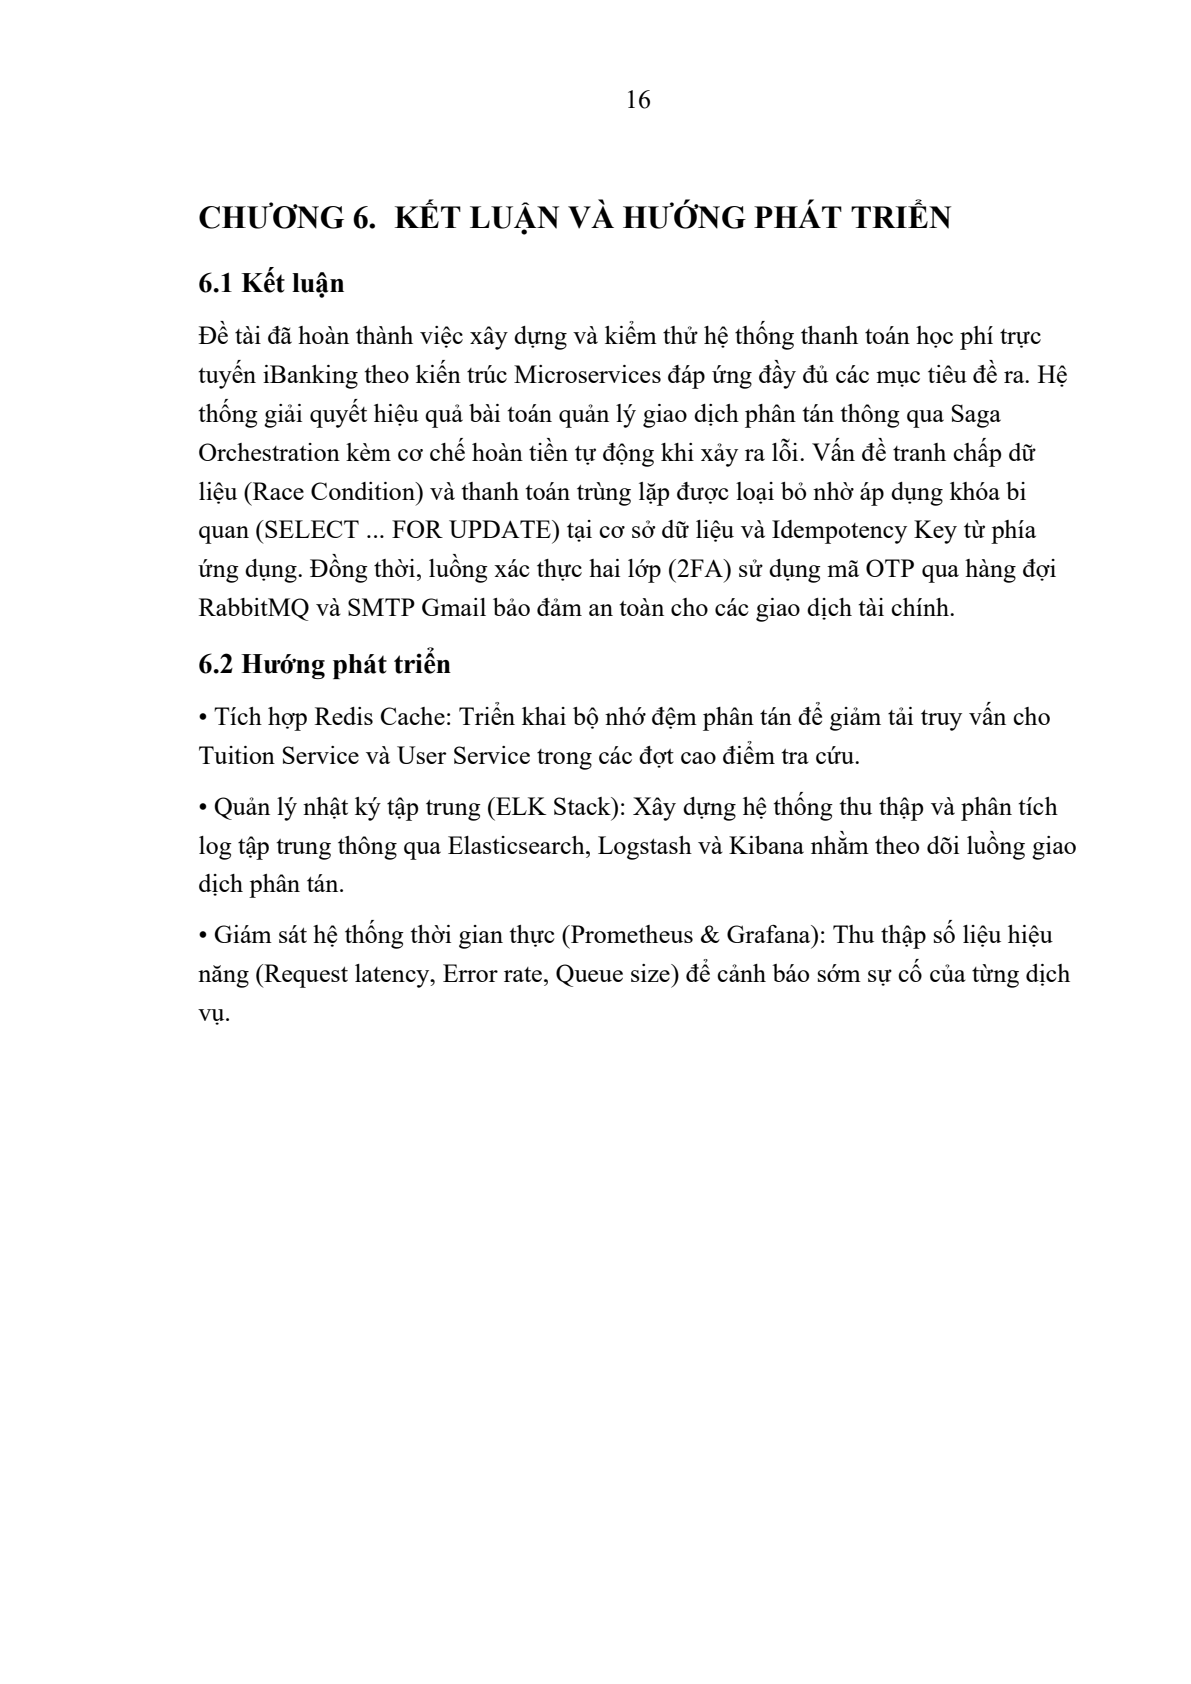 16
CHƯƠNG 6. KẾT LUẬN VÀ HƯỚNG PHÁT TRIỂN
6.1 Kết luận
Đề tài đã hoàn thành việc xây dựng và kiểm thử hệ thống thanh toán học phí trực
tuyến iBanking theo kiến trúc Microservices đáp ứng đầy đủ các mục tiêu đề ra. Hệ
thống giải quyết hiệu quả bài toán quản lý giao dịch phân tán thông qua Saga
Orchestration kèm cơ chế hoàn tiền tự động khi xảy ra lỗi. Vấn đề tranh chấp dữ
liệu (Race Condition) và thanh toán trùng lặp được loại bỏ nhờ áp dụng khóa bi
quan (SELECT ... FOR UPDATE) tại cơ sở dữ liệu và Idempotency Key từ phía
ứng dụng. Đồng thời, luồng xác thực hai lớp (2FA) sử dụng mã OTP qua hàng đợi
RabbitMQ và SMTP Gmail bảo đảm an toàn cho các giao dịch tài chính.
6.2 Hướng phát triển
• Tích hợp Redis Cache: Triển khai bộ nhớ đệm phân tán để giảm tải truy vấn cho
Tuition Service và User Service trong các đợt cao điểm tra cứu.
• Quản lý nhật ký tập trung (ELK Stack): Xây dựng hệ thống thu thập và phân tích
log tập trung thông qua Elasticsearch, Logstash và Kibana nhằm theo dõi luồng giao
dịch phân tán.
• Giám sát hệ thống thời gian thực (Prometheus & Grafana): Thu thập số liệu hiệu
năng (Request latency, Error rate, Queue size) để cảnh báo sớm sự cố của từng dịch
vụ.